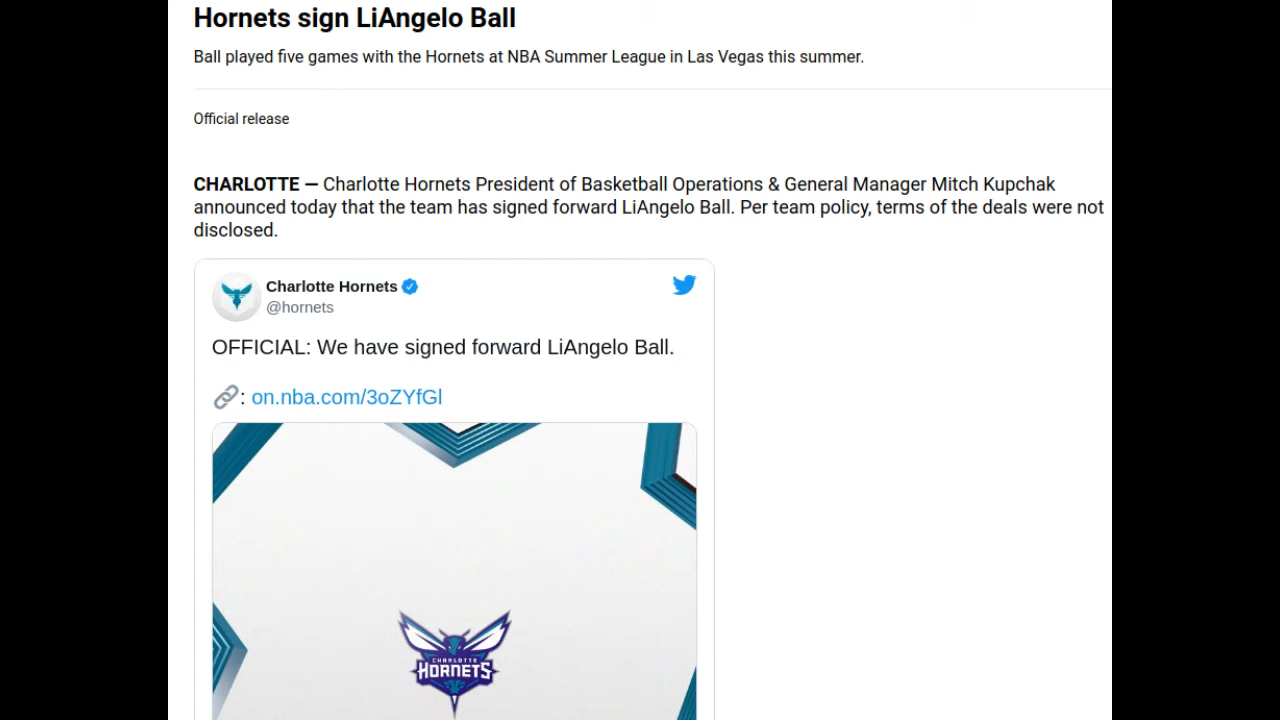 Hornets sign LiAngelo Ball
Ball played five games with the Hornets at NBA Summer League in Las Vegas this summer.
Official release
CHARLOTTE — Charlotte Hornets President of Basketball Operations & General Manager Mitch Kupchak
announced today that the team has signed forward LiAngelo Ball. Per team policy, terms of the deals were not
disclosed.
Charlotte Hornets
@hornets
OFFICIAL: We have signed forward LiAngelo Ball.
: on.nba.com/3oZYfGl
CHARLOTTE
HORNETS